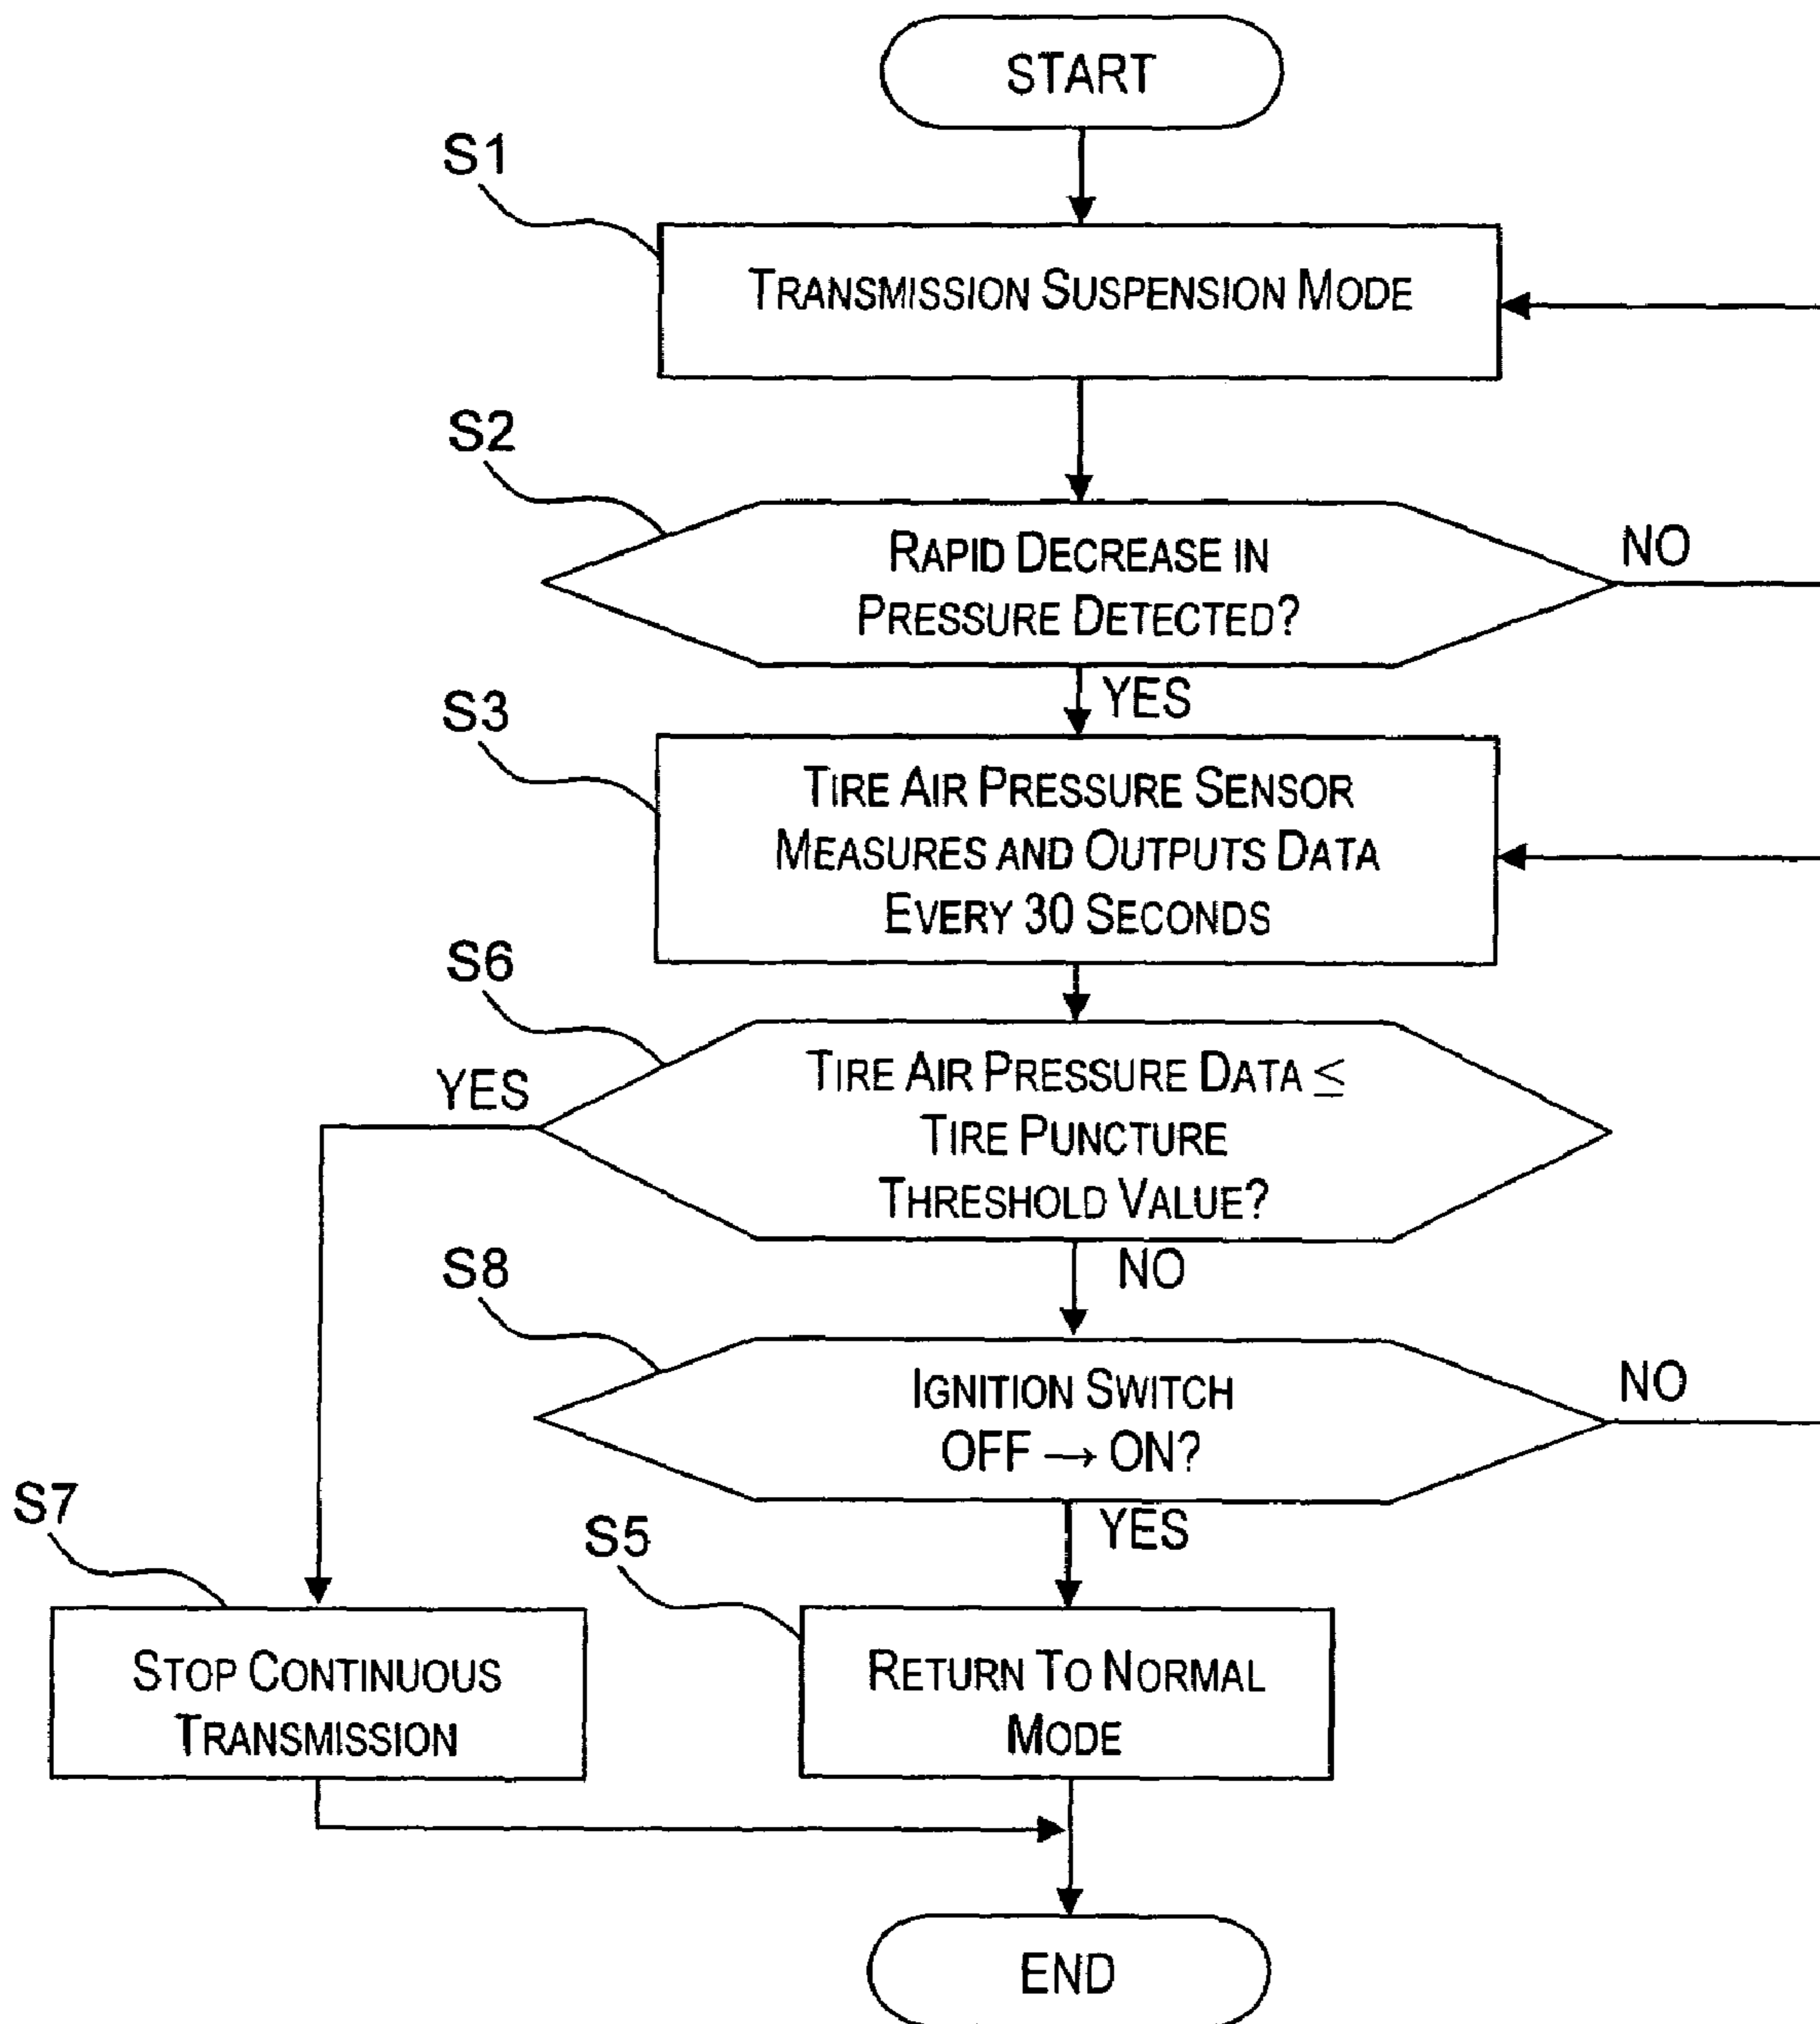 START
S1
TRANSMISSION SUSPENSION MODE
S2
RAPID DECREASE IN
PRESSURE DETECTED?
NO
YES
S3
TIRE AIR PRESSURE SENSOR
MEASURES AND OUTPUTS DATA
EVERY 30 SECONDS
S6
YES
TIRE AIR PRESSURE DATA ≤
TIRE PUNCTURE
THRESHOLD VALUE?
NO
S8
IGNITION SWITCH
OFF → ON?
NO
YES
S7
STOP CONTINUOUS
TRANSMISSION
S5
RETURN TO NORMAL
MODE
END